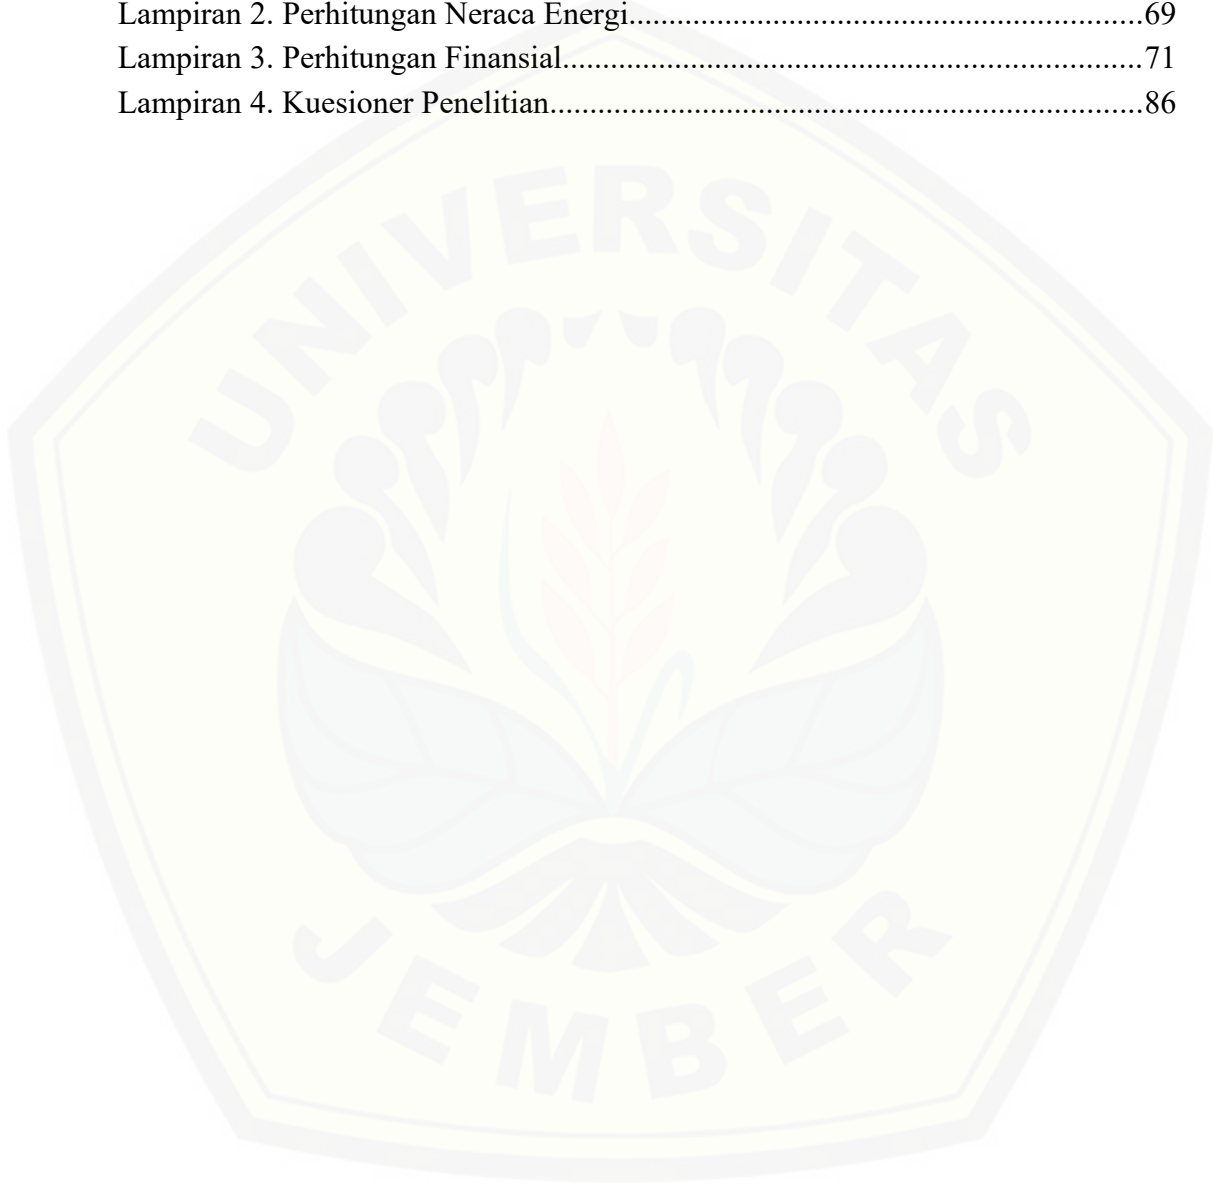 Lampiran 2. Perhitungan Neraca Energi................................................................69
Lampiran 3. Perhitungan Finansial.........................................................................71
Lampiran 4. Kuesioner Penelitian..........................................................................86
UNIVERSITAS
JEMBER